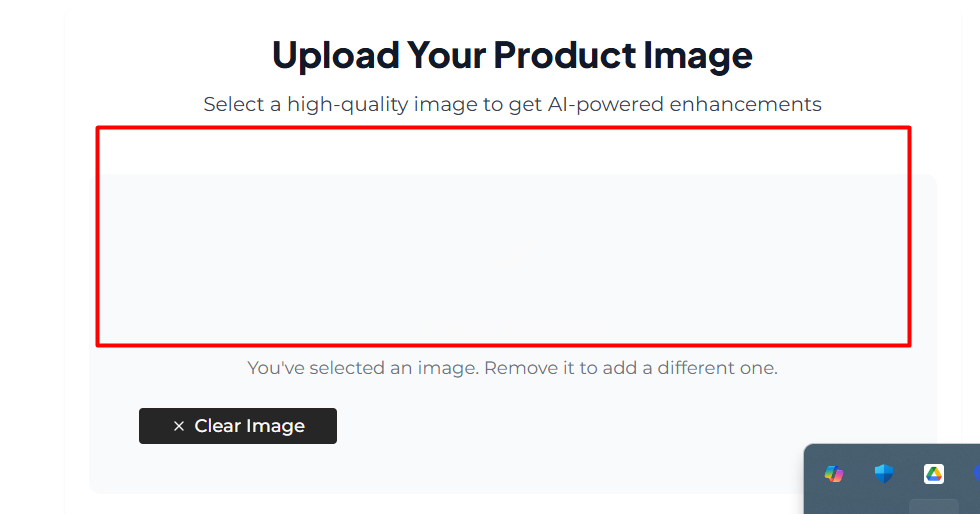 Upload Your Product Image
Select a high-quality image to get AI-powered enhancements
You've selected an image. Remove it to add a different one.
× Clear Image